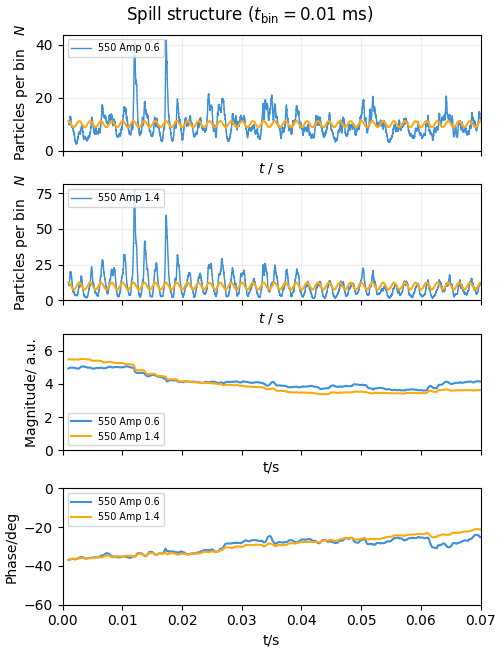 Spill structure (t_bin = 0.01 ms)
Particles per bin N
40
20
0
550 Amp 0.6
t / s
Particles per bin N
75
50
25
0
550 Amp 1.4
t / s
Magnitude/ a.u.
6
4
2
0
550 Amp 0.6
550 Amp 1.4
t/s
Phase/deg
0
−20
−40
−60
550 Amp 0.6
550 Amp 1.4
0.00 0.01 0.02 0.03 0.04 0.05 0.06 0.07
t/s